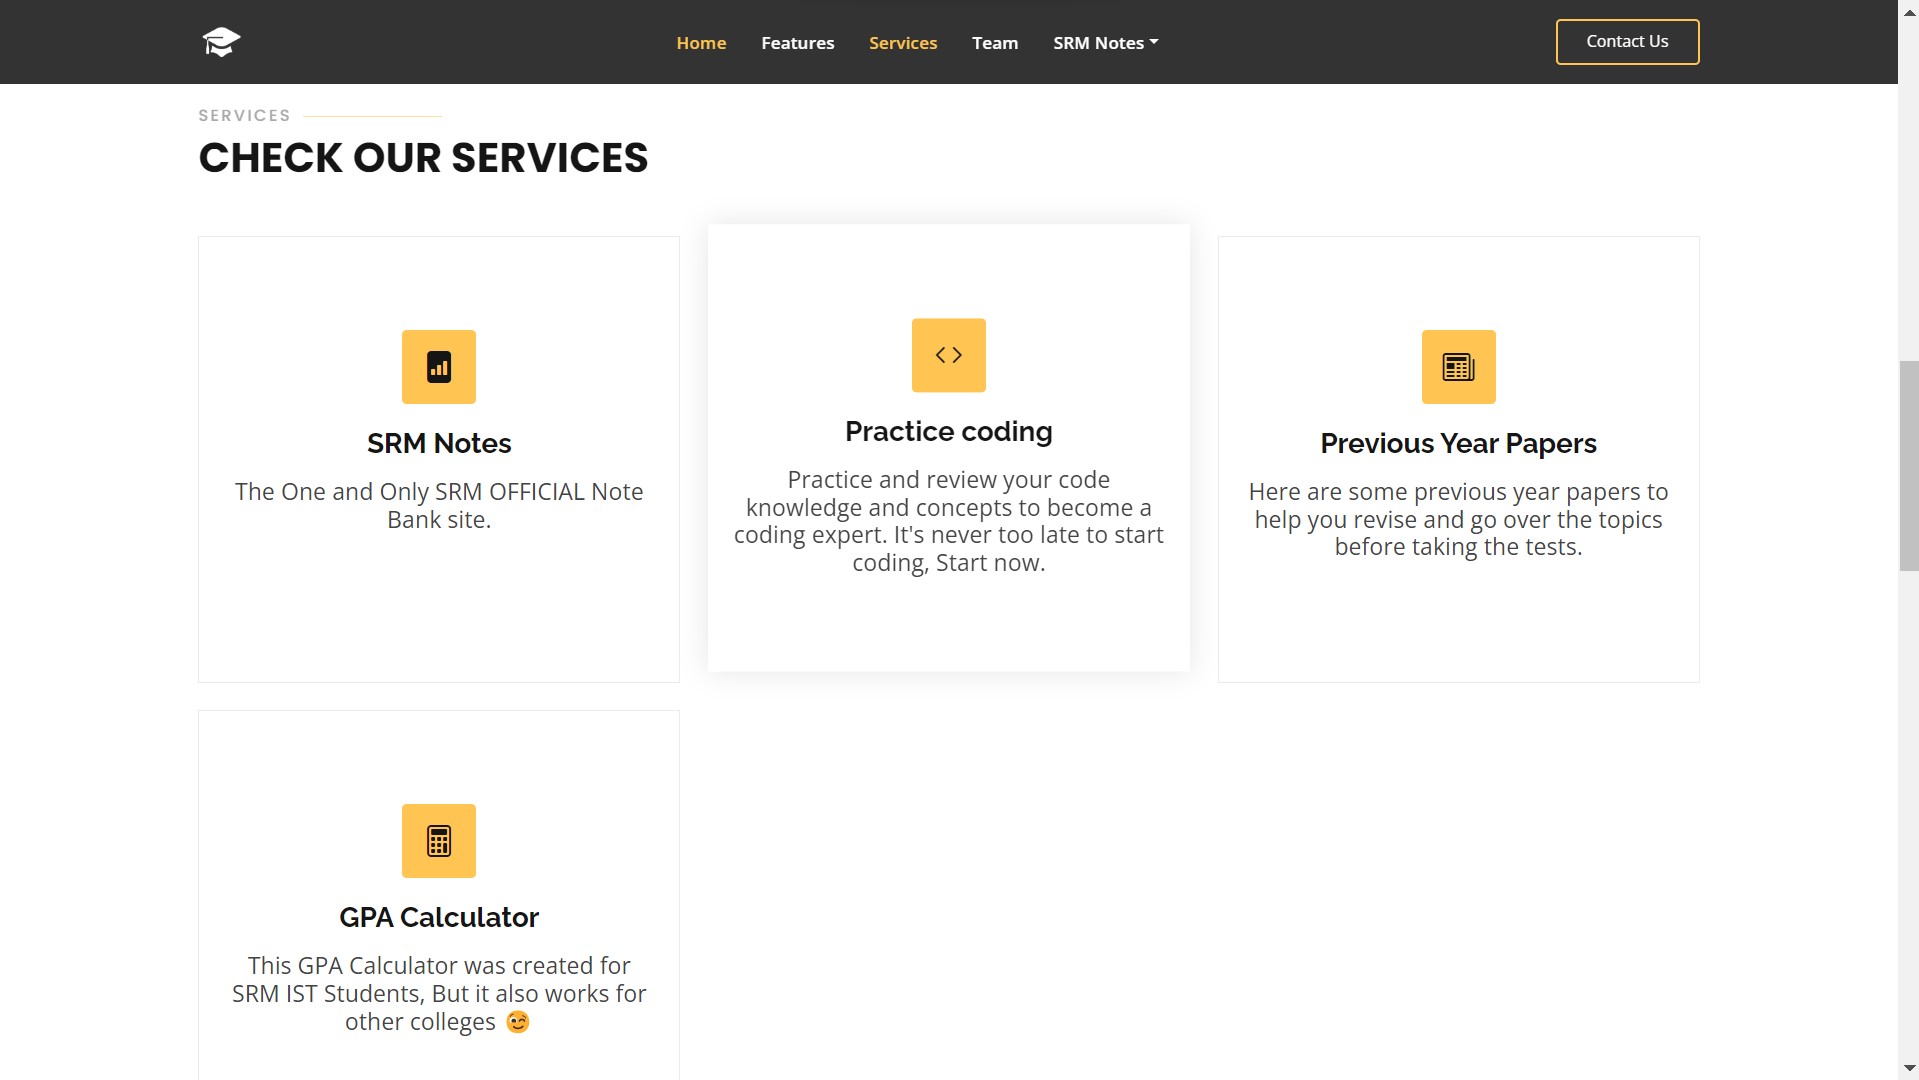 Home Features Services Team SRM Notes
Contact Us
SERVICES
CHECK OUR SERVICES
SRM Notes
The One and Only SRM OFFICIAL Note
Bank site.
Practice coding
Practice and review your code
knowledge and concepts to become a
coding expert. It's never too late to start
coding, Start now.
Previous Year Papers
Here are some previous year papers to
help you revise and go over the topics
before taking the tests.
GPA Calculator
This GPA Calculator was created for
SRM IST Students, But it also works for
other colleges 😉